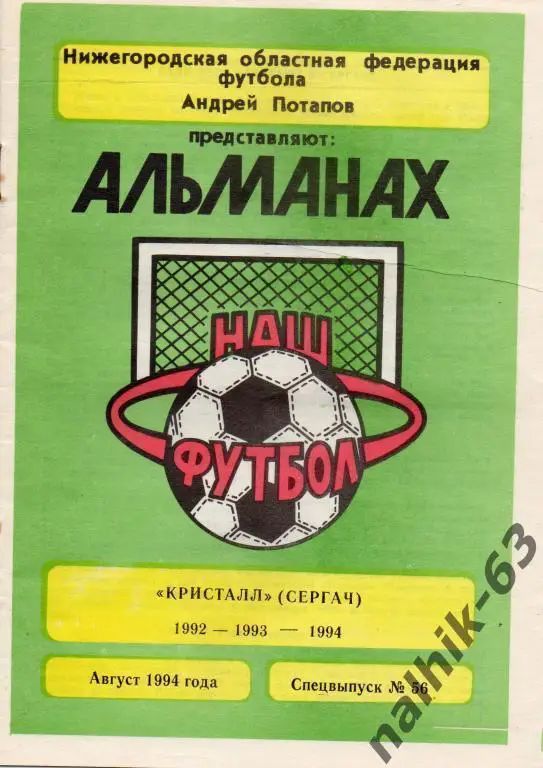 Нижегородская областная федерация
футбола
Андрей Потапов
представляют:
АЛЬМАНАХ
НАШ
ФУТБОЛ
«КРИСТАЛЛ» (СЕРГАЧ)
1992 — 1993 — 1994
Август 1994 года
Спецвыпуск № 56
nalhik-63